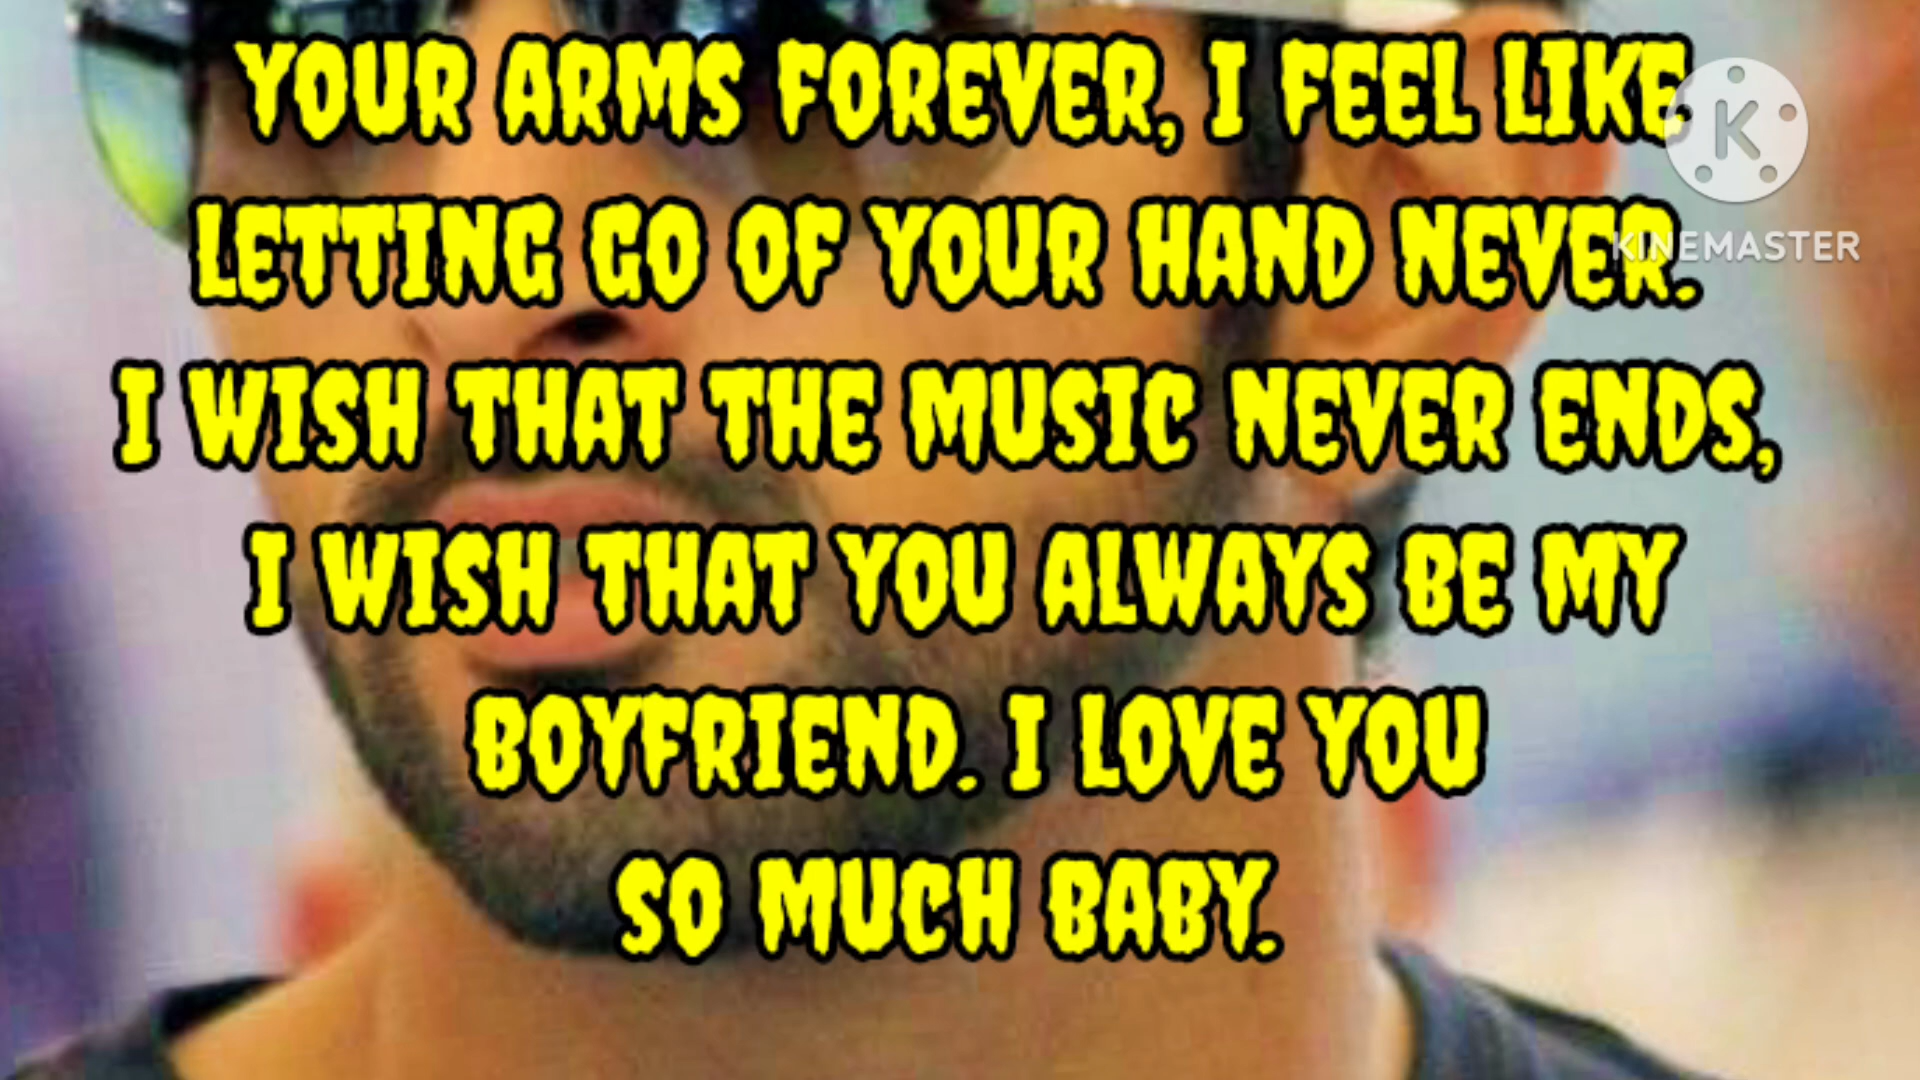 YOUR ARMS FOREVER, I FEEL LIKE
LETTING GO OF YOUR HAND NEVER.
I WISH THAT THE MUSIC NEVER ENDS,
I WISH THAT YOU ALWAYS BE MY
BOYFRIEND. I LOVE YOU
SO MUCH BABY.
K
KINEMASTER